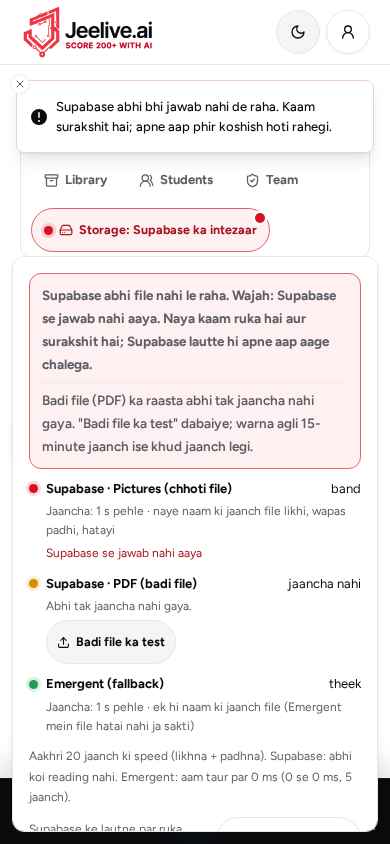 Jeelive.ai
SCORE 200+ WITH AI
Supabase abhi bhi jawab nahi de raha. Kaam
surakshit hai; apne aap phir koshish hoti rahegi.
Library
Students
Team
Storage: Supabase ka intezaar
Supabase abhi file nahi le raha. Wajah: Supabase
se jawab nahi aaya. Naya kaam ruka hai aur
surakshit hai; Supabase lautte hi apne aap aage
chalega.
Badi file (PDF) ka raasta abhi tak jaancha nahi
gaya. "Badi file ka test" dabaiye; warna agli 15-
minute jaanch ise khud jaanch legi.
Supabase · Pictures (chhoti file) band
Jaancha: 1 s pehle · naye naam ki jaanch file likhi, wapas
padhi, hatayi
Supabase se jawab nahi aaya
Supabase · PDF (badi file) jaancha nahi
Abhi tak jaancha nahi gaya.
Badi file ka test
Emergent (fallback) theek
Jaancha: 1 s pehle · ek hi naam ki jaanch file (Emergent
mein file hatai nahi ja sakti)
Aakhri 20 jaanch ki speed (likhna + padhna). Supabase: abhi
koi reading nahi. Emergent: aam taur par 0 ms (0 se 0 ms, 5
jaanch).
Supabase ke lautne par ruka